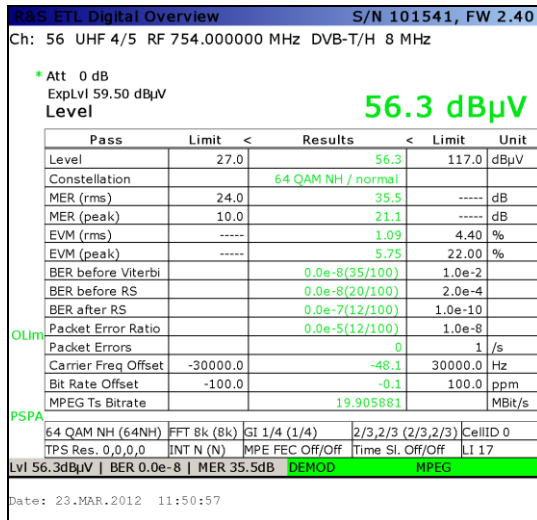 R&S ETL Digital Overview S/N 101541, FW 2.40
Ch: 56 UHF 4/5 RF 754.000000 MHz DVB-T/H 8 MHz
* Att 0 dB
ExpLvl 59.50 dBµV
Level 56.3 dBµV
Pass Limit < Results < Limit Unit
Level 27.0 56.3 117.0 dBµV
Constellation 64 QAM NH / normal
MER (rms) 24.0 35.5 ----- dB
MER (peak) 10.0 21.1 ----- dB
EVM (rms) ----- 1.09 4.40 %
EVM (peak) ----- 5.75 22.00 %
BER before Viterbi 0.0e-8(35/100) 1.0e-2
BER before RS 0.0e-8(20/100) 2.0e-4
BER after RS 0.0e-7(12/100) 1.0e-10
OLim
Packet Error Ratio 0.0e-5(12/100) 1.0e-8
Packet Errors 0 1 /s
Carrier Freq Offset -30000.0 -48.1 30000.0 Hz
Bit Rate Offset -100.0 -0.1 100.0 ppm
MPEG Ts Bitrate 19.905881 MBit/s
PSPA
64 QAM NH (64NH) FFT 8k (8k) GI 1/4 (1/4) 2/3,2/3 (2/3,2/3) CellID 0
TPS Res. 0,0,0,0 INT N (N) MPE FEC Off/Off Time Sl. Off/Off LI 17
Lvl 56.3dBµV | BER 0.0e-8 | MER 35.5dB DEMOD MPEG
Date: 23.MAR.2012 11:50:57